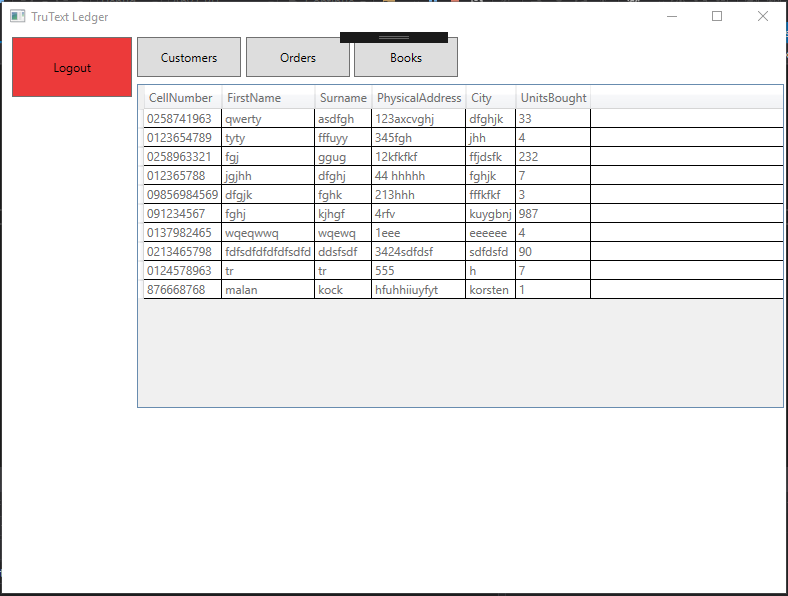 TruText Ledger
Logout Customers Orders Books
CellNumber FirstName Surname PhysicalAddress City UnitsBought
0258741963 qwerty asdfgh 123axcvghj dfghjk 33
0123654789 tyty fffuyy 345fgh jhh 4
0258963321 fgj ggug 12kfkfkf ffjdsfk 232
012365788 jgjhh dfghj 44 hhhhh fghjk 7
09856984569 dfgjk fghk 213hhh fffkfkf 3
091234567 fghj kjhgf 4rfv kuygbnj 987
0137982465 wqeqwwq wqewq 1eee eeeeee 4
0213465798 fdfsdfdfdfdfsdfd ddsfsdf 3424sdfdsf sdfdsfd 90
0124578963 tr tr 555 h 7
876668768 malan kock hfuhhiiuyfyt korsten 1